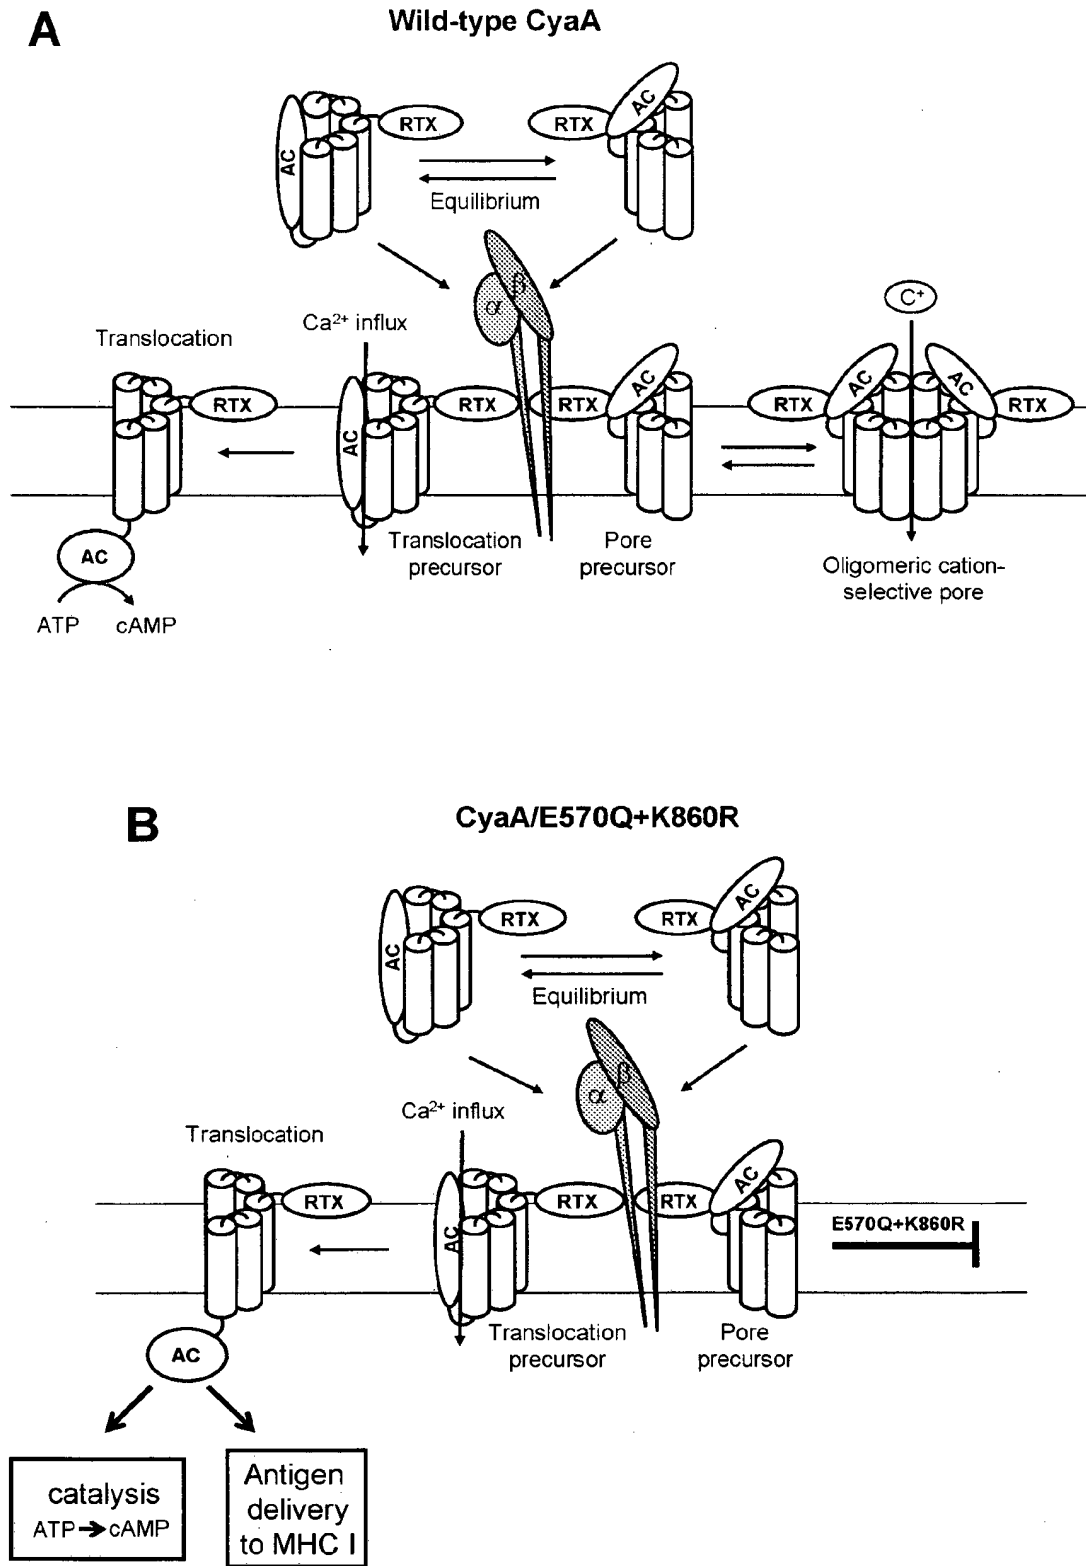 A
Wild-type CyaA
AC
RTX
RTX
AC
Equilibrium
α
β
C⁺
Ca²⁺ influx
Translocation
RTX
AC
RTX
RTX
AC
RTX
AC
AC
RTX
AC
ATP
cAMP
Translocation
precursor
Pore
precursor
Oligomeric cation-
selective pore
B
CyaA/E570Q+K860R
AC
RTX
RTX
AC
Equilibrium
α
β
Ca²⁺ influx
Translocation
RTX
AC
RTX
RTX
AC
E570Q+K860R
Translocation
precursor
Pore
precursor
AC
catalysis
ATP → cAMP
Antigen
delivery
to MHC I